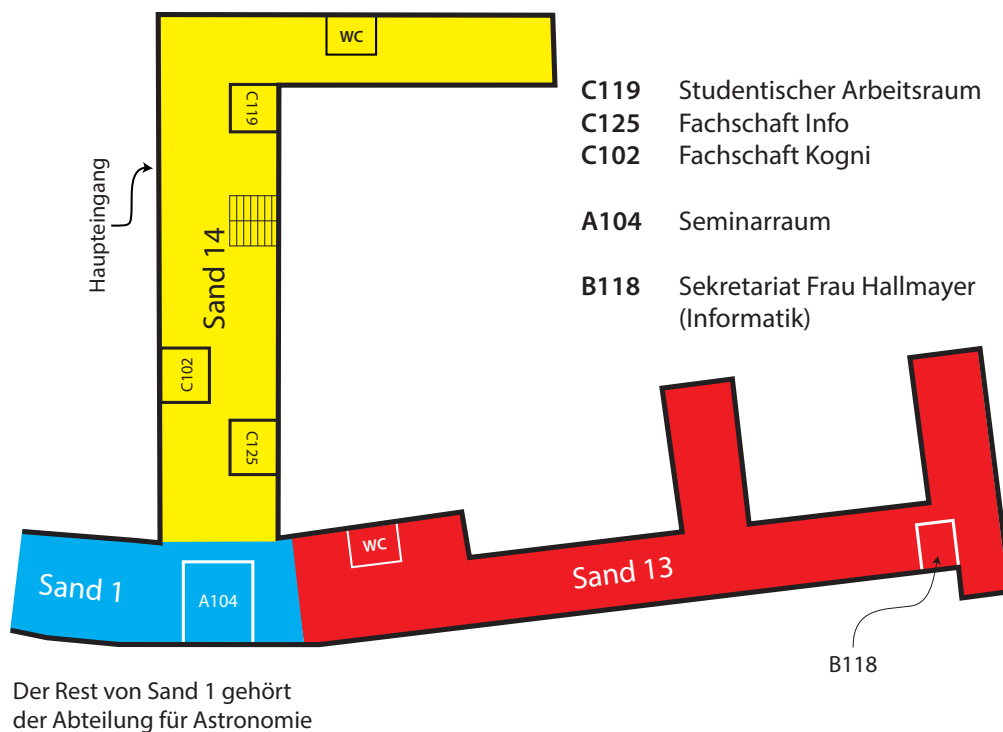 WC
C119
Haupteingang
Sand 14
C102
C125
C119 Studentischer Arbeitsraum
C125 Fachschaft Info
C102 Fachschaft Kogni
A104 Seminarraum
B118 Sekretariat Frau Hallmayer
(Informatik)
WC
Sand 13
Sand 1
A104
B118
Der Rest von Sand 1 gehört
der Abteilung für Astronomie